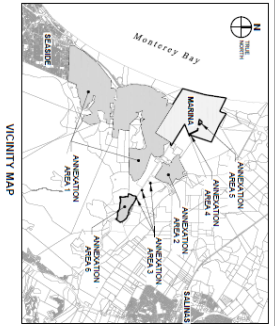 N
TRUE
NORTH
Monterey Bay
SEASIDE
MARINA
SALINAS
ANNEXATION
AREA 5
ANNEXATION
AREA 4
ANNEXATION
AREA 2
ANNEXATION
AREA 3
ANNEXATION
AREA 1
ANNEXATION
AREA 6
VICINITY MAP